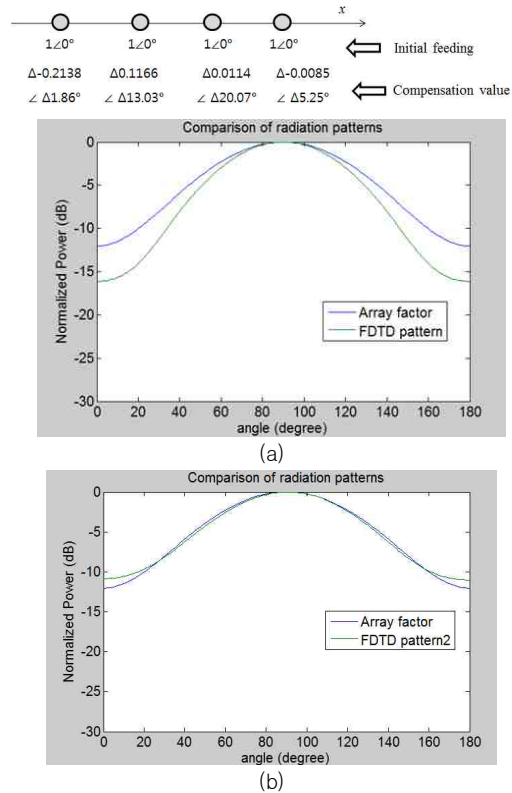 x
1∠0° 1∠0° 1∠0° 1∠0° Initial feeding
Δ-0.2138 Δ0.1166 Δ0.0114 Δ-0.0085
∠ Δ1.86° ∠ Δ13.03° ∠ Δ20.07° ∠ Δ5.25° Compensation value
Comparison of radiation patterns
Normalized Power (dB)
0
-5
-10
-15
-20
-25
-30
Array factor
FDTD pattern
0 20 40 60 80 100 120 140 160 180
angle (degree)
(a)
Comparison of radiation patterns
Normalized Power (dB)
0
-5
-10
-15
-20
-25
-30
Array factor
FDTD pattern2
0 20 40 60 80 100 120 140 160 180
angle (degree)
(b)